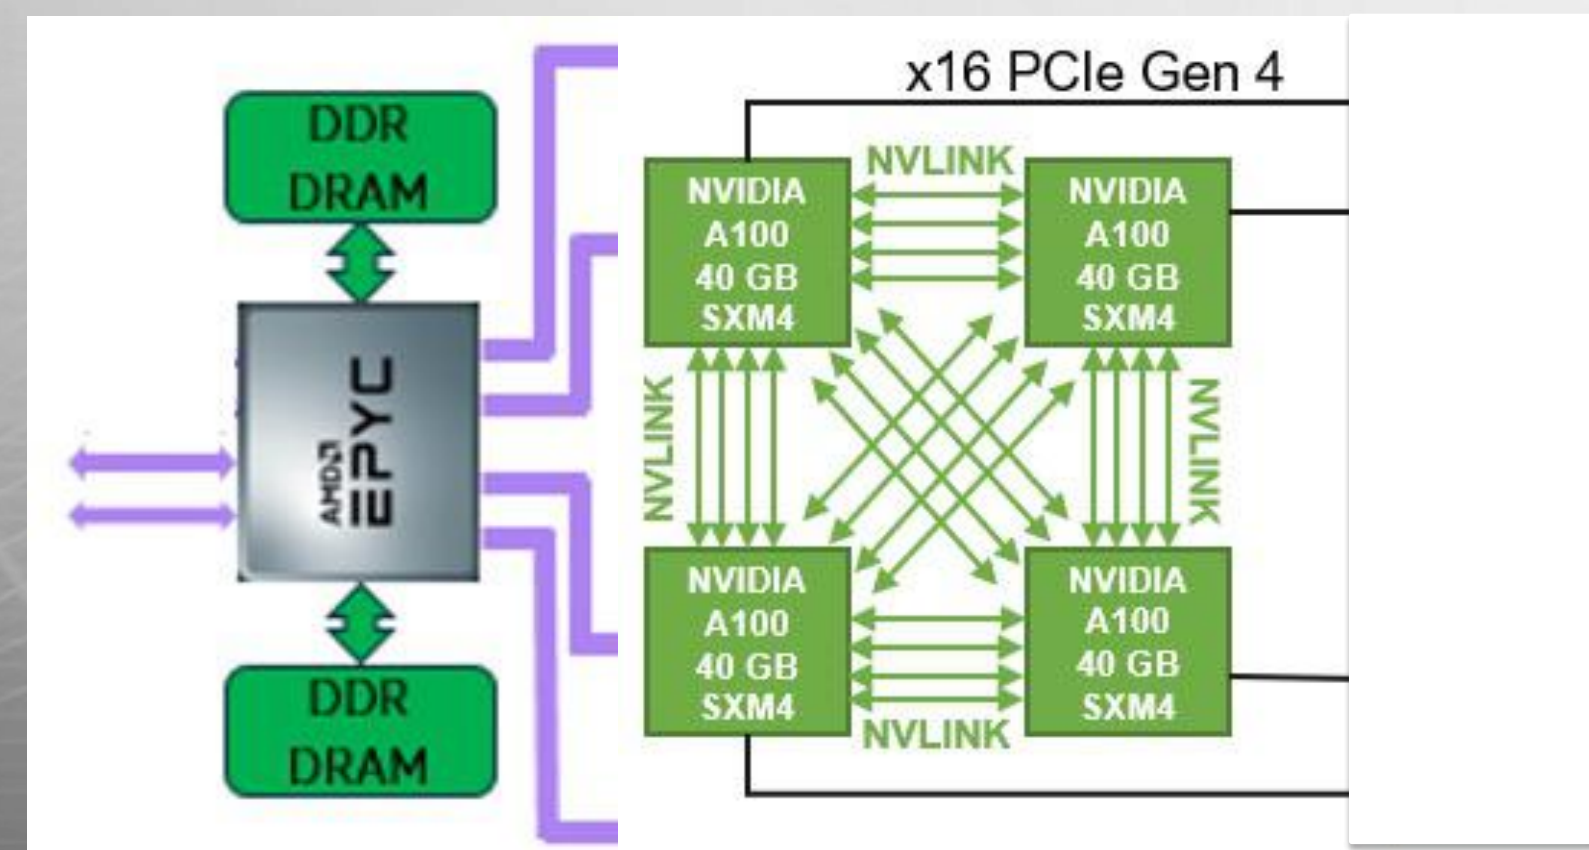 x16 PCIe Gen 4
DDR
DRAM
AMD
EPYC
DDR
DRAM
NVLINK
NVIDIA
A100
40 GB
SXM4
NVIDIA
A100
40 GB
SXM4
NVLINK
NVLINK
NVIDIA
A100
40 GB
SXM4
NVIDIA
A100
40 GB
SXM4
NVLINK